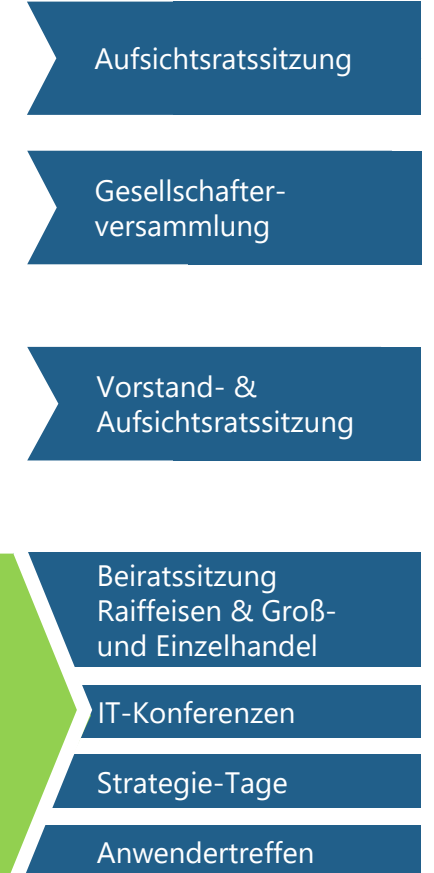 Aufsichtsratssitzung
Gesellschafter-
versammlung
Vorstand- &
Aufsichtsratssitzung
Beiratssitzung
Raiffeisen & Groß-
und Einzelhandel
IT-Konferenzen
Strategie-Tage
Anwendertreffen